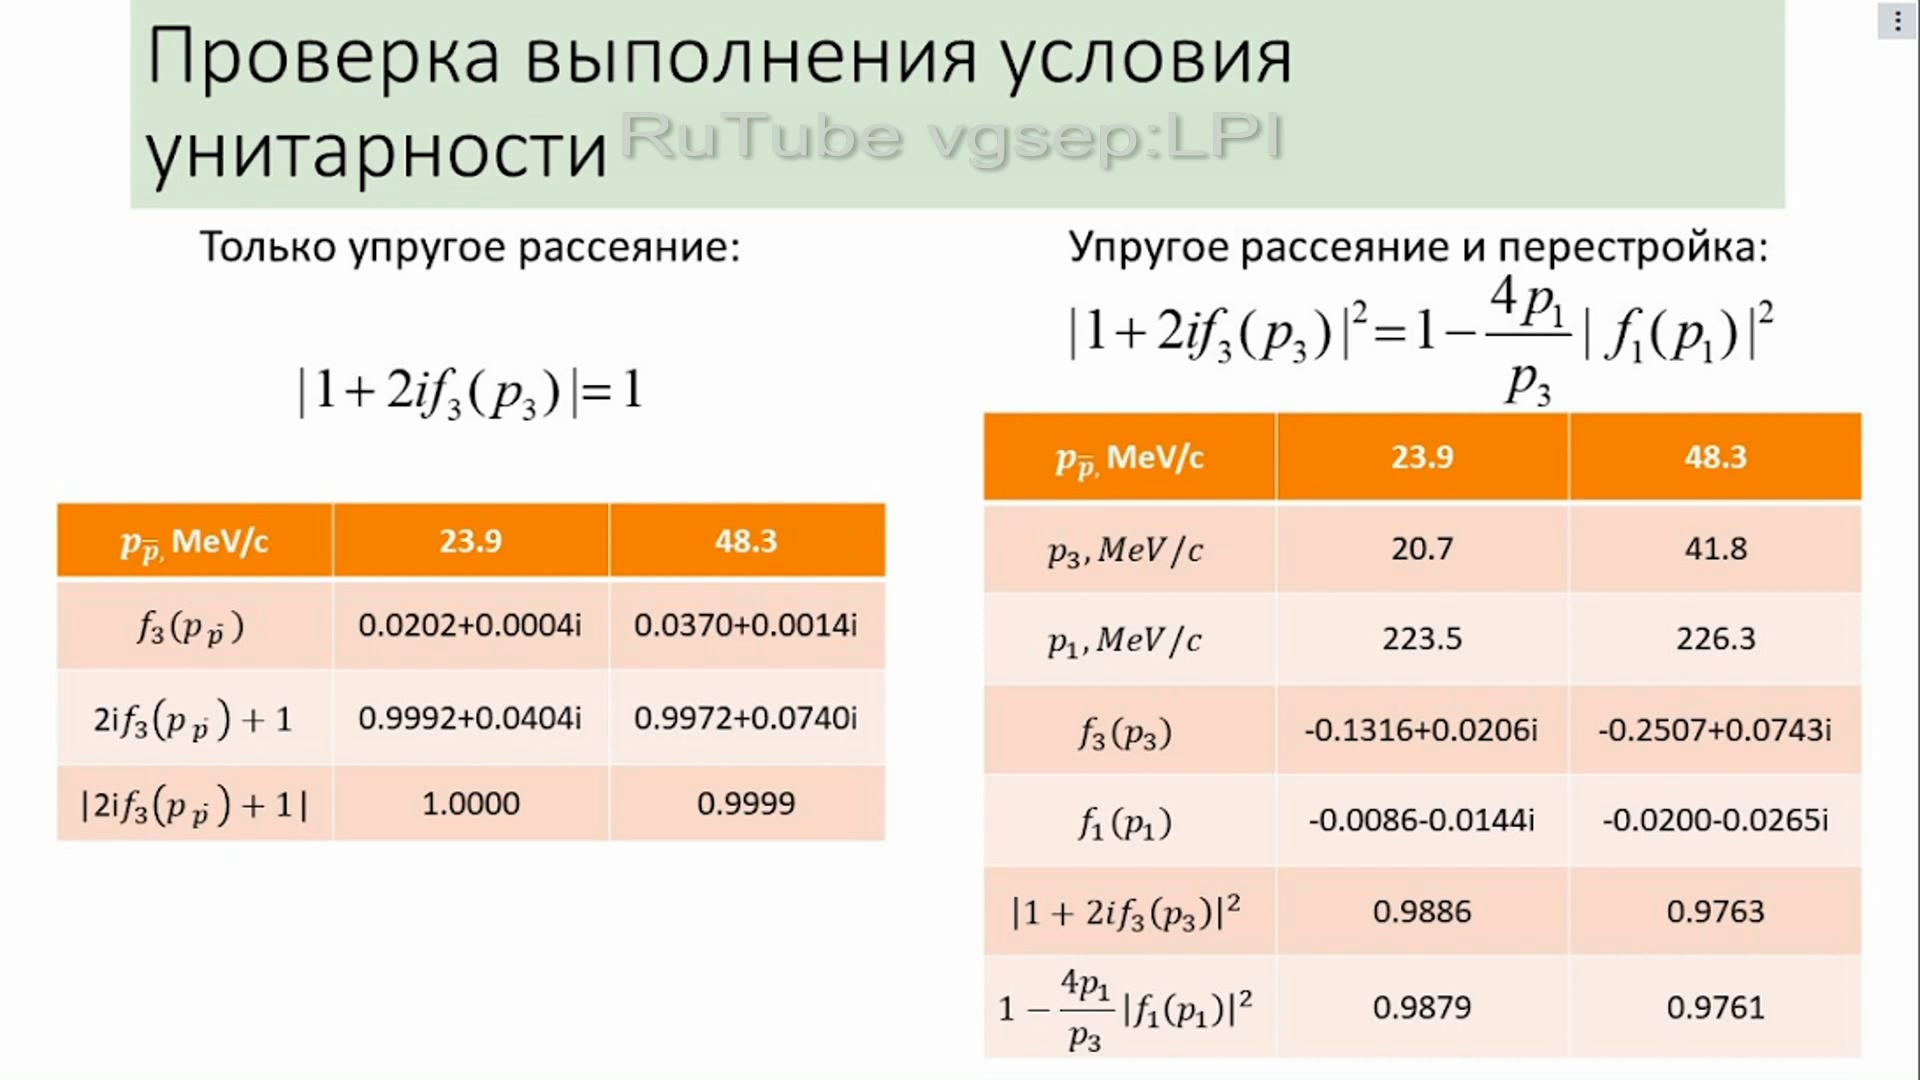 Проверка выполнения условия
унитарности
RuTube vgsep:LPI
Только упругое рассеяние:
|1+2if₃(p₃)|=1
p_p̄, MeV/c 23.9 48.3
f₃(p_p̄) 0.0202+0.0004i 0.0370+0.0014i
2if₃(p_p̄) + 1 0.9992+0.0404i 0.9972+0.0740i
|2if₃(p_p̄) + 1| 1.0000 0.9999
Упругое рассеяние и перестройка:
|1+2if₃(p₃)|²=1−(4p₁/p₃)|f₁(p₁)|²
p_p̄, MeV/c 23.9 48.3
p₃, MeV/c 20.7 41.8
p₁, MeV/c 223.5 226.3
f₃(p₃) -0.1316+0.0206i -0.2507+0.0743i
f₁(p₁) -0.0086-0.0144i -0.0200-0.0265i
|1 + 2if₃(p₃)|² 0.9886 0.9763
1 − (4p₁/p₃)|f₁(p₁)|² 0.9879 0.9761